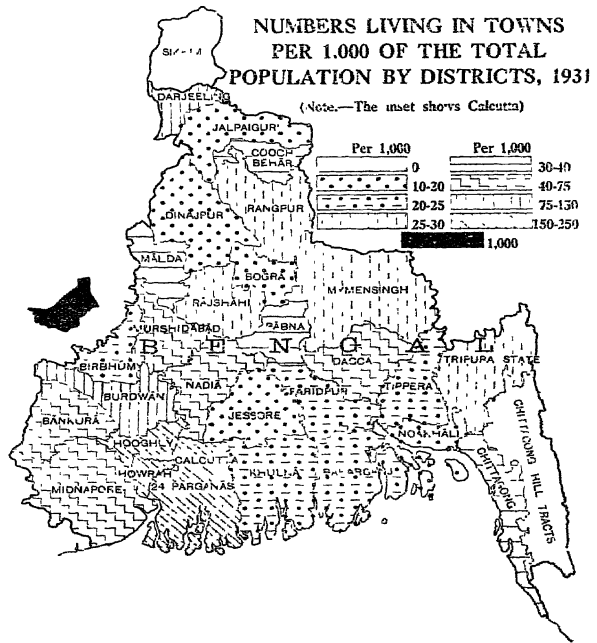 NUMBERS LIVING IN TOWNS
PER 1.000 OF THE TOTAL
POPULATION BY DISTRICTS, 1931
(Note.—The inset shows Calcutta)
Per 1,000
Per 1,000
0
30-40
10-20
40-75
20-25
75-150
25-30
150-250
1,000
DARJEELING
JALPAIGURI
COOCH
BEHAR
DINAJPUR
RANGPUR
MALDA
BOGRA
RAJSHAHI
MYMENSINGH
MURSHIDABAD
PABNA
BENGAL
BIRBHUM
DACCA
TRIPURA STATE
NADIA
BURDWAN
FARIDPUR
TIPPERA
BANKURA
JESSORE
HOOGHLY
NOAKHALI
CALCUTTA
HOWRAH
KHULNA
24 PARGANAS
MIDNAPORE
CHITTAGONG
CHITTAGONG HILL TRACTS